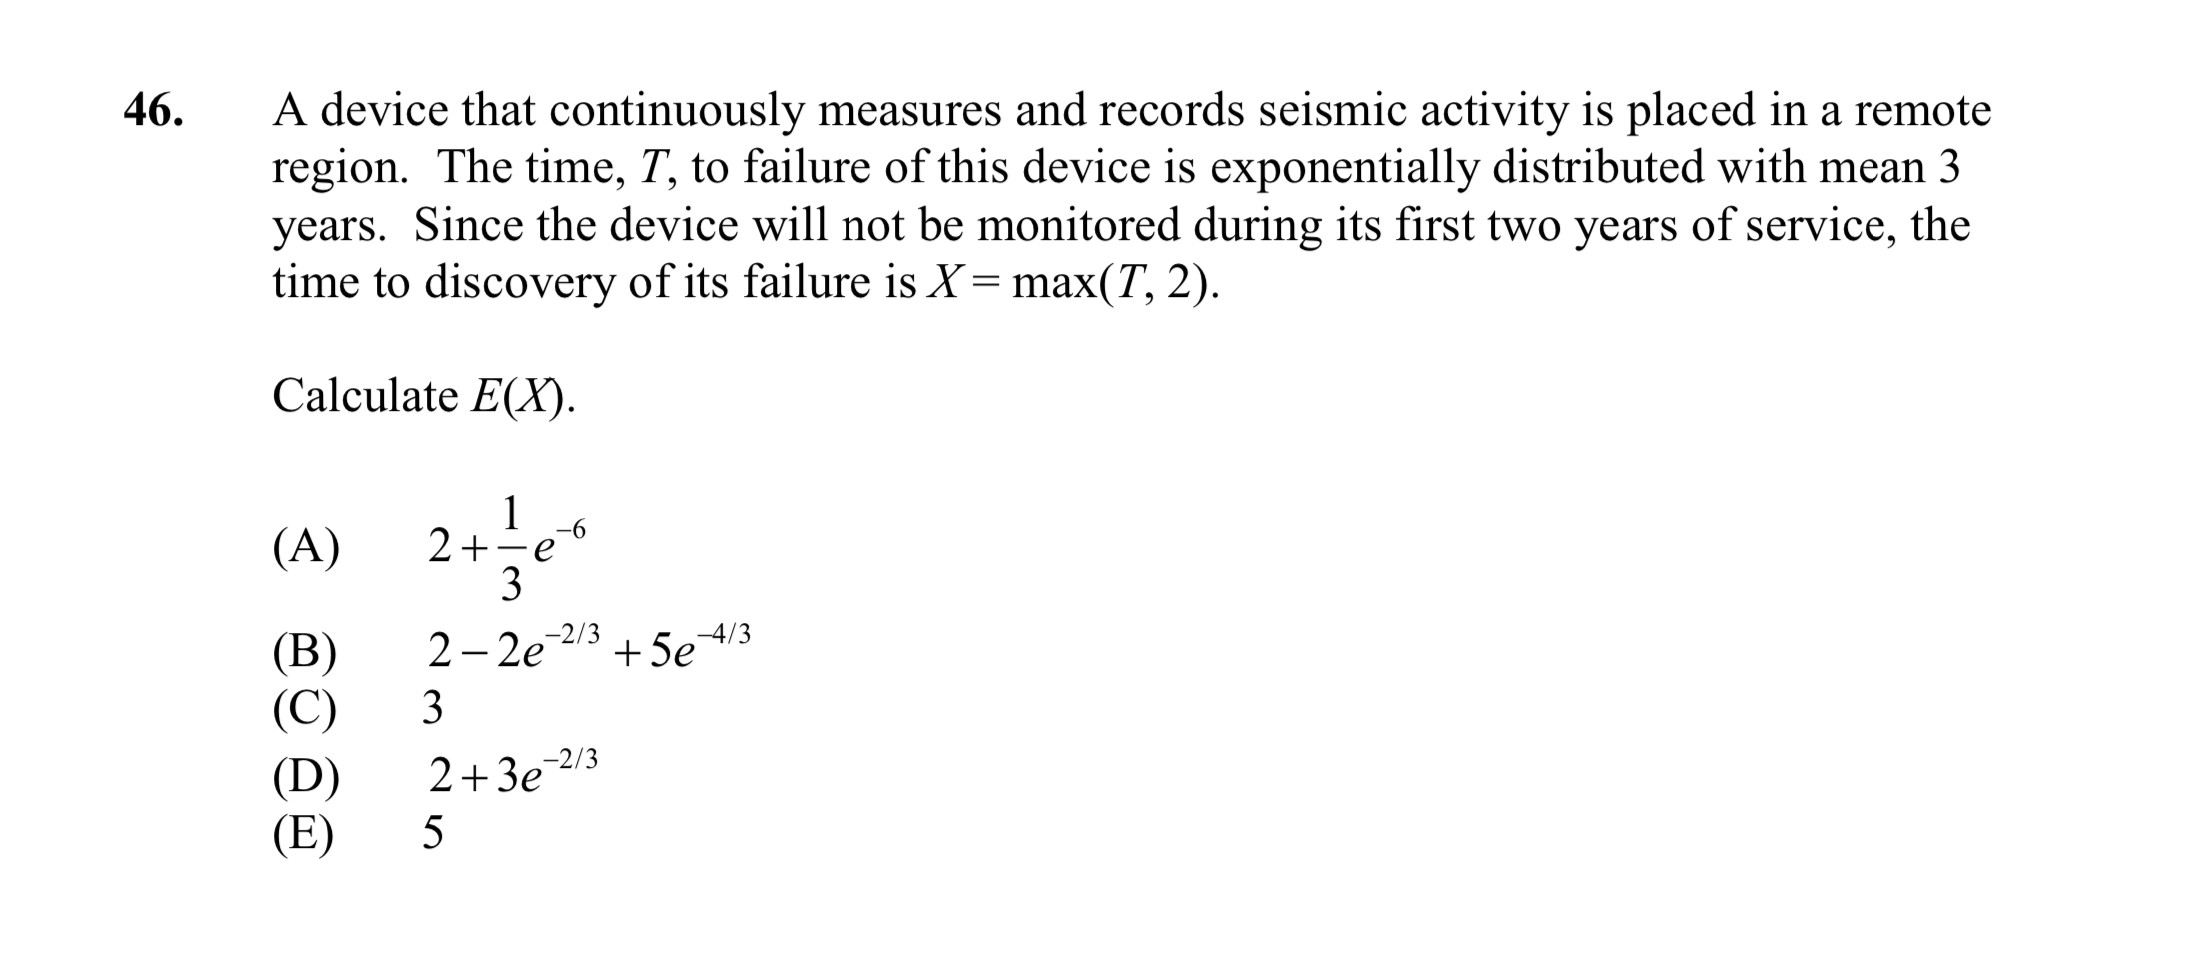 46. A device that continuously measures and records seismic activity is placed in a remote
region. The time, T, to failure of this device is exponentially distributed with mean 3
years. Since the device will not be monitored during its first two years of service, the
time to discovery of its failure is X = max(T, 2).
Calculate E(X).
(A) 2 + \frac{1}{3}e^{-6}
(B) 2 − 2e^{-2/3} + 5e^{-4/3}
(C) 3
(D) 2 + 3e^{-2/3}
(E) 5